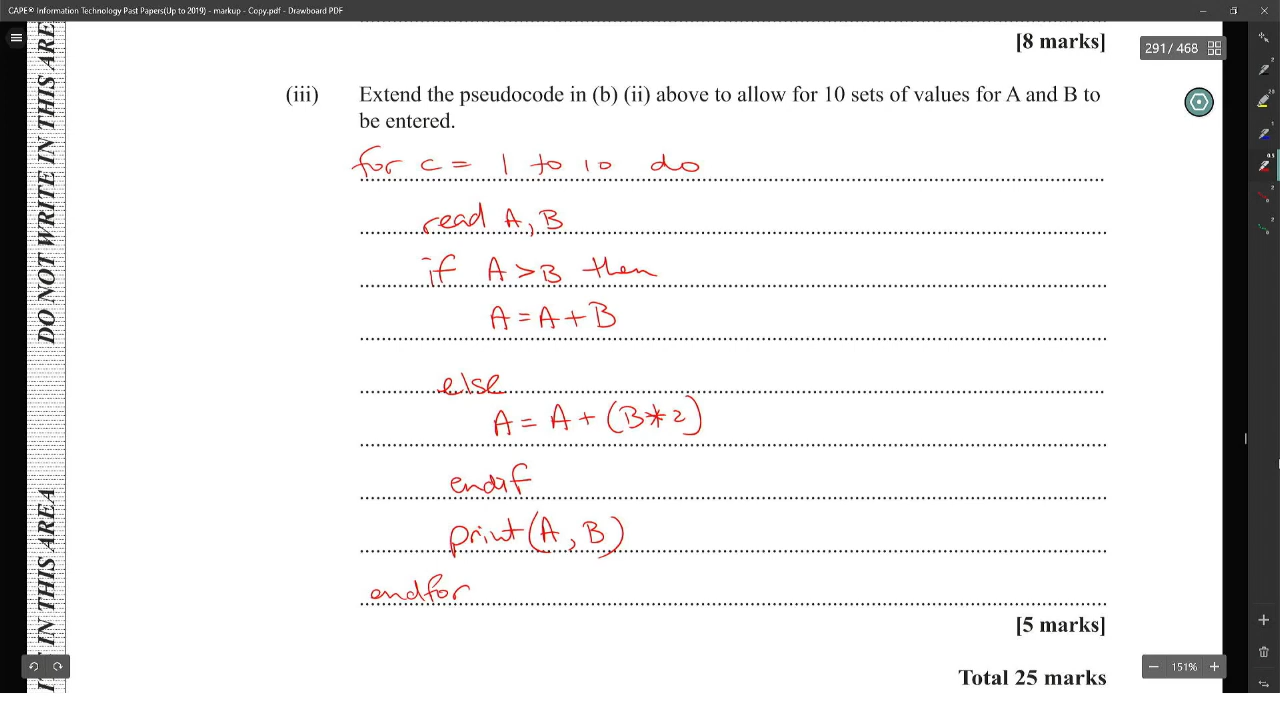 CAPE® Information Technology Past Papers(Up to 2019) - markup - Copy.pdf - Drawboard PDF
[8 marks]
291 / 468
(iii) Extend the pseudocode in (b) (ii) above to allow for 10 sets of values for A and B to
be entered.
for c = 1 to 10 do
read A, B
if A > B then
A = A + B
else
A = A + (B * 2)
endif
print(A, B)
endfor
[5 marks]
Total 25 marks
151%
DO NOT WRITE IN THIS ARE
IN THIS AREA